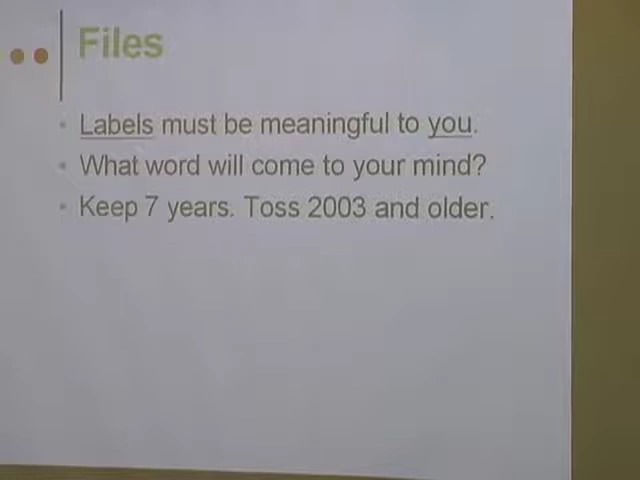 Files
Labels must be meaningful to you.
What word will come to your mind?
Keep 7 years. Toss 2003 and older.